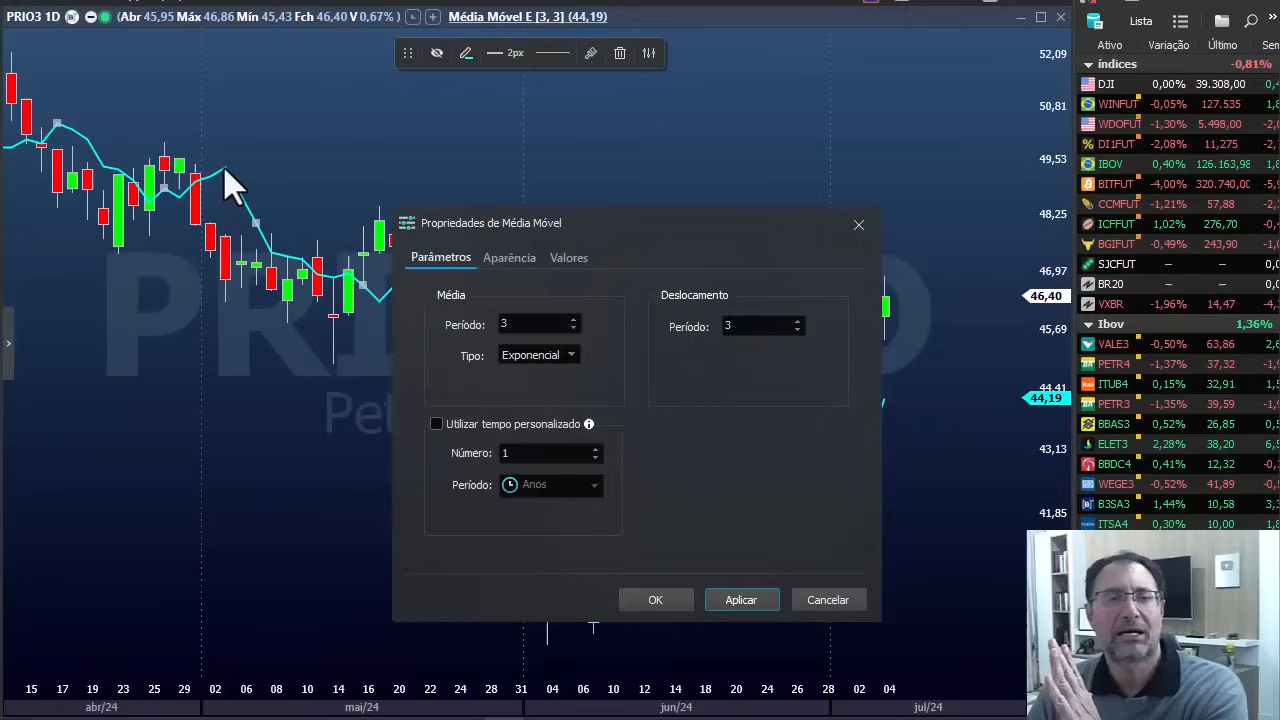 PRIO3 1D (Abr 45,95 Máx 46,86 Mín 45,43 Fch 46,40 V 0,67% ) Média Móvel E [3, 3] (44,19)
2px
52,09
50,81
49,53
48,25
46,97
46,40
45,69
44,41
44,19
43,13
41,85
PRIO
Pet
Propriedades de Média Móvel
Parâmetros Aparência Valores
Média
Período: 3
Tipo: Exponencial
Deslocamento
Período: 3
Utilizar tempo personalizado
Número: 1
Período: Anos
OK Aplicar Cancelar
15 17 19 23 25 29 02 06 08 10 14 16 20 22 24 28 31 04 06 10 12 14 18 20 24 26 28 02 04
abr/24 mai/24 jun/24 jul/24
Lista
Ativo Variação Último
índices -0,81%
DJI 0,00% 39.308,00
WINFUT -0,05% 127.535
WDOFUT -1,30% 5.498,00
DI1FUT -2,08% 11,275
IBOV 0,40% 126.163,98
BITFUT -4,00% 320.740,00
CCMFUT -1,21% 57,88
ICFFUT 1,02% 276,70
BGIFUT -0,49% 243,90
SJCFUT – –
BR20 – –
VXBR -1,96% 14,47
Ibov 1,36%
VALE3 -0,50% 63,86
PETR4 -1,37% 37,32
ITUB4 0,15% 32,91
PETR3 -1,35% 39,59
BBAS3 0,52% 26,85
ELET3 2,28% 38,20
BBDC4 0,41% 12,32
WEGE3 -0,52% 41,89
B3SA3 1,44% 10,58
ITSA4 0,30% 10,00